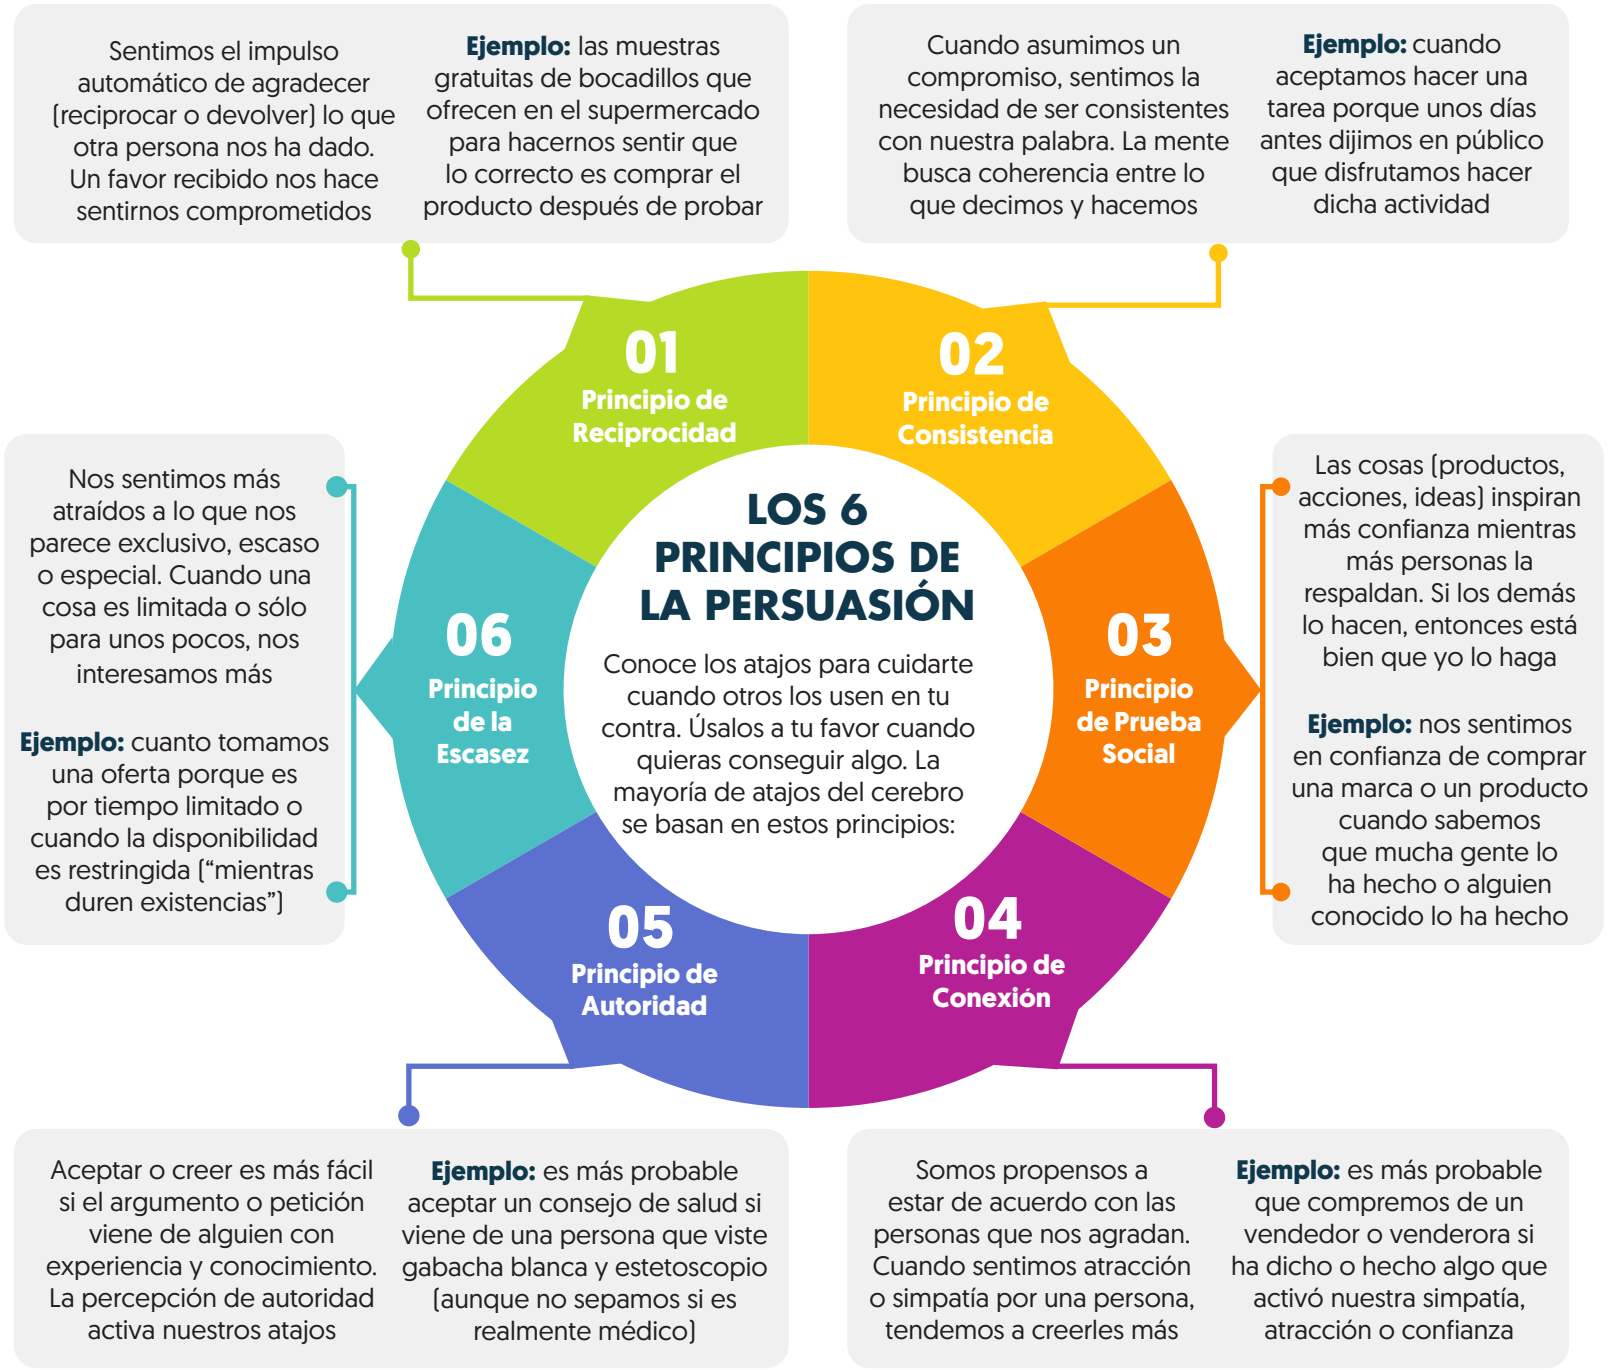 Sentimos el impulso
automático de agradecer
(reciprocar o devolver) lo que
otra persona nos ha dado.
Un favor recibido nos hace
sentirnos comprometidos
Ejemplo: las muestras
gratuitas de bocadillos que
ofrecen en el supermercado
para hacernos sentir que
lo correcto es comprar el
producto después de probar
Cuando asumimos un
compromiso, sentimos la
necesidad de ser consistentes
con nuestra palabra. La mente
busca coherencia entre lo
que decimos y hacemos
Ejemplo: cuando
aceptamos hacer una
tarea porque unos días
antes dijimos en público
que disfrutamos hacer
dicha actividad
01
Principio de
Reciprocidad
02
Principio de
Consistencia
LOS 6
PRINCIPIOS DE
LA PERSUASIÓN
Conoce los atajos para cuidarte
cuando otros los usen en tu
contra. Úsalos a tu favor cuando
quieras conseguir algo. La
mayoría de atajos del cerebro
se basan en estos principios:
03
Principio
de Prueba
Social
Las cosas (productos,
acciones, ideas) inspiran
más confianza mientras
más personas la
respaldan. Si los demás
lo hacen, entonces está
bien que yo lo haga
Ejemplo: nos sentimos
en confianza de comprar
una marca o un producto
cuando sabemos
que mucha gente lo
ha hecho o alguien
conocido lo ha hecho
06
Principio
de la
Escasez
Nos sentimos más
atraídos a lo que nos
parece exclusivo, escaso
o especial. Cuando una
cosa es limitada o sólo
para unos pocos, nos
interesamos más
Ejemplo: cuanto tomamos
una oferta porque es
por tiempo limitado o
cuando la disponibilidad
es restringida (“mientras
duren existencias”)
05
Principio de
Autoridad
04
Principio de
Conexión
Aceptar o creer es más fácil
si el argumento o petición
viene de alguien con
experiencia y conocimiento.
La percepción de autoridad
activa nuestros atajos
Ejemplo: es más probable
aceptar un consejo de salud si
viene de una persona que viste
gabacha blanca y estetoscopio
(aunque no sepamos si es
realmente médico)
Somos propensos a
estar de acuerdo con las
personas que nos agradan.
Cuando sentimos atracción
o simpatía por una persona,
tendemos a creerles más
Ejemplo: es más probable
que compremos de un
vendedor o venderora si
ha dicho o hecho algo que
activó nuestra simpatía,
atracción o confianza